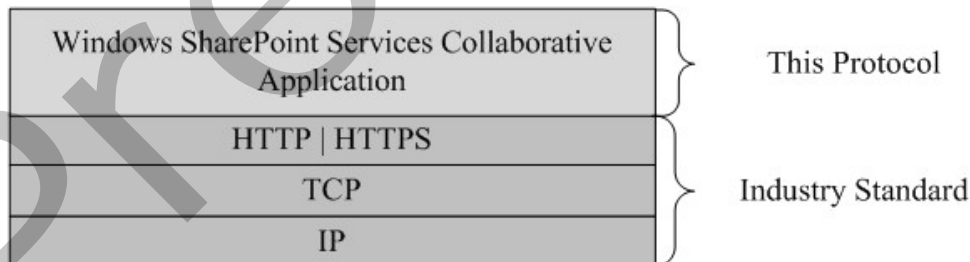 Windows SharePoint Services Collaborative
Application
This Protocol
HTTP | HTTPS
TCP
Industry Standard
IP